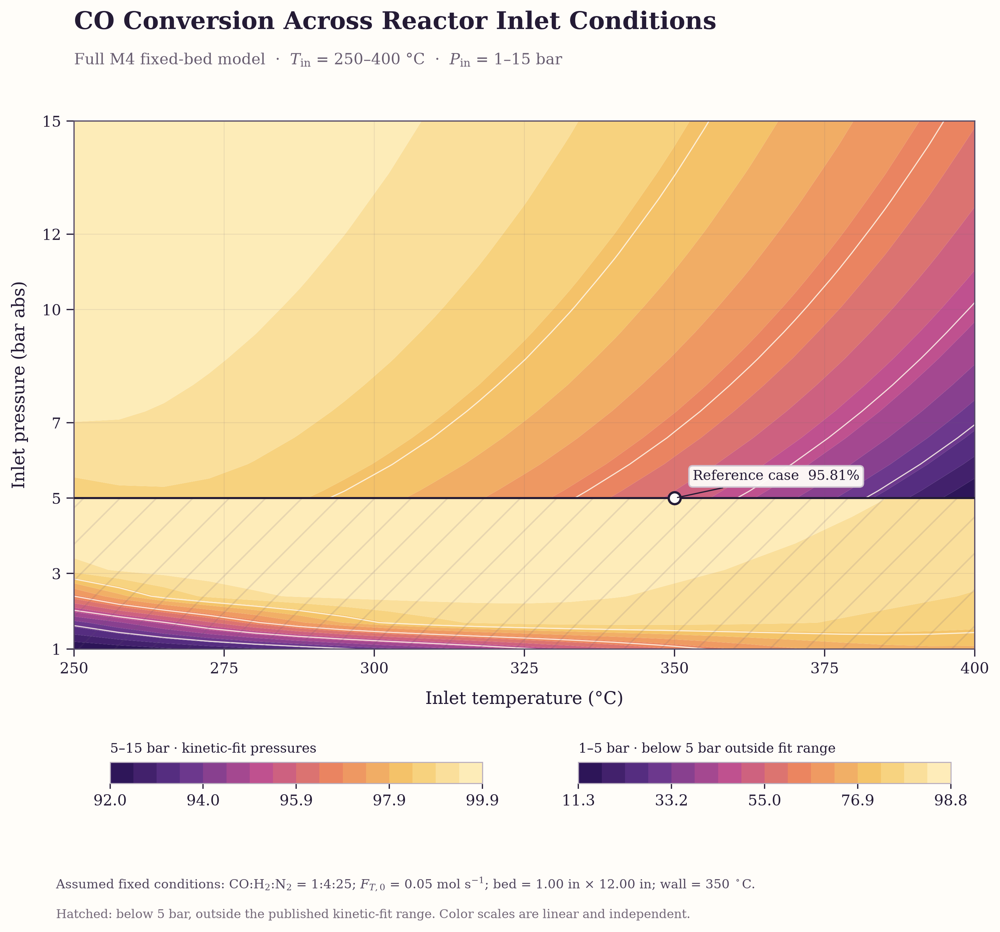 CO Conversion Across Reactor Inlet Conditions
Full M4 fixed-bed model · T_in = 250–400 °C · P_in = 1–15 bar
15
12
10
7
5
3
1
Inlet pressure (bar abs)
Reference case 95.81%
250 275 300 325 350 375 400
Inlet temperature (°C)
5–15 bar · kinetic-fit pressures
92.0 94.0 95.9 97.9 99.9
1–5 bar · below 5 bar outside fit range
11.3 33.2 55.0 76.9 98.8
Assumed fixed conditions: CO:H₂:N₂ = 1:4:25; F_T,0 = 0.05 mol s⁻¹; bed = 1.00 in × 12.00 in; wall = 350 °C.
Hatched: below 5 bar, outside the published kinetic-fit range. Color scales are linear and independent.